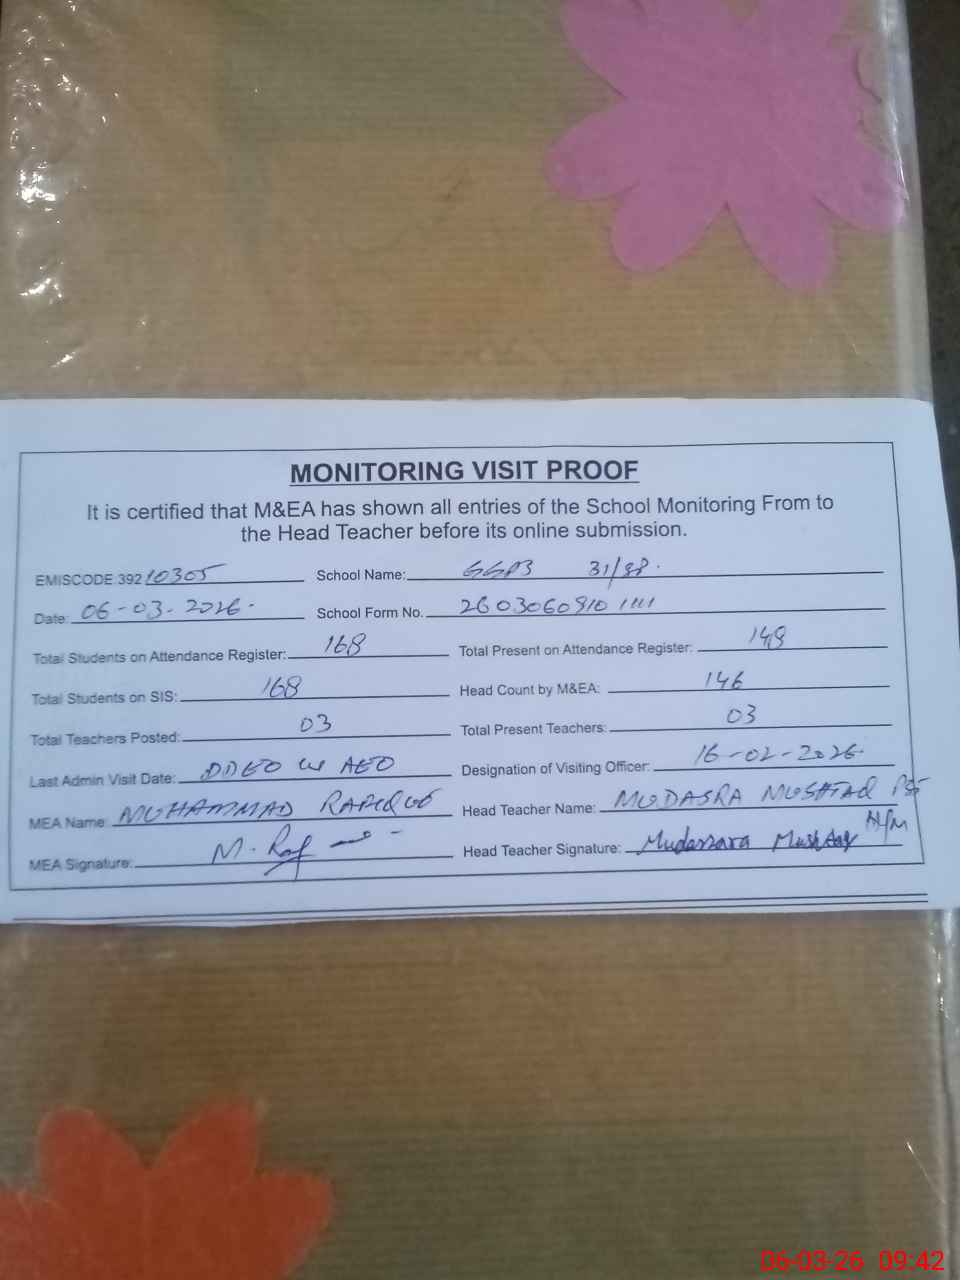 MONITORING VISIT PROOF
It is certified that M&EA has shown all entries of the School Monitoring From to
the Head Teacher before its online submission.
EMISCODE 392 10305 School Name: GGPS 31/8R.
Date: 06-03-2026. School Form No. 2603060910 1111
Total Students on Attendance Register: 168 Total Present on Attendance Register: 148
Total Students on SIS: 168 Head Count by M&EA: 146
Total Teachers Posted: 03 Total Present Teachers: 03
Last Admin Visit Date: DDEO W AEO Designation of Visiting Officer: 16-02-2026.
MEA Name: MUHAMMAD RAFIQUE Head Teacher Name: MUDASRA MUSHTAQ PST
MEA Signature: M. Raf Head Teacher Signature: Mudassara Mushtaq H/M
06-03-26 09:42